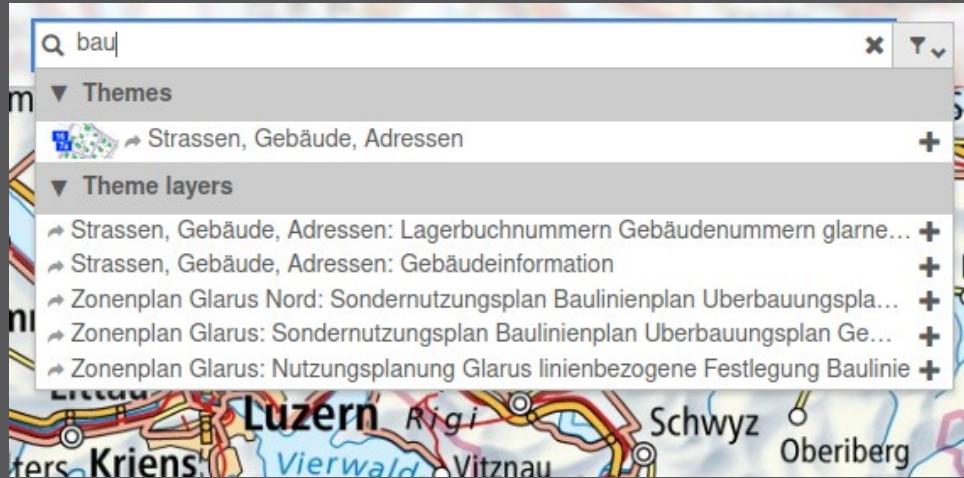 bau
Themes
Strassen, Gebäude, Adressen
Theme layers
Strassen, Gebäude, Adressen: Lagerbuchnummern Gebäudenummern glarne…
Strassen, Gebäude, Adressen: Gebäudeinformation
Zonenplan Glarus Nord: Sondernutzungsplan Baulinienplan Uberbauungspla…
Zonenplan Glarus: Sondernutzungsplan Baulinienplan Uberbauungsplan Ge…
Zonenplan Glarus: Nutzungsplanung Glarus linienbezogene Festlegung Baulinie
Littau
Luzern Rigi Schwyz
Oberiberg
Kriens Vierwald Vitznau